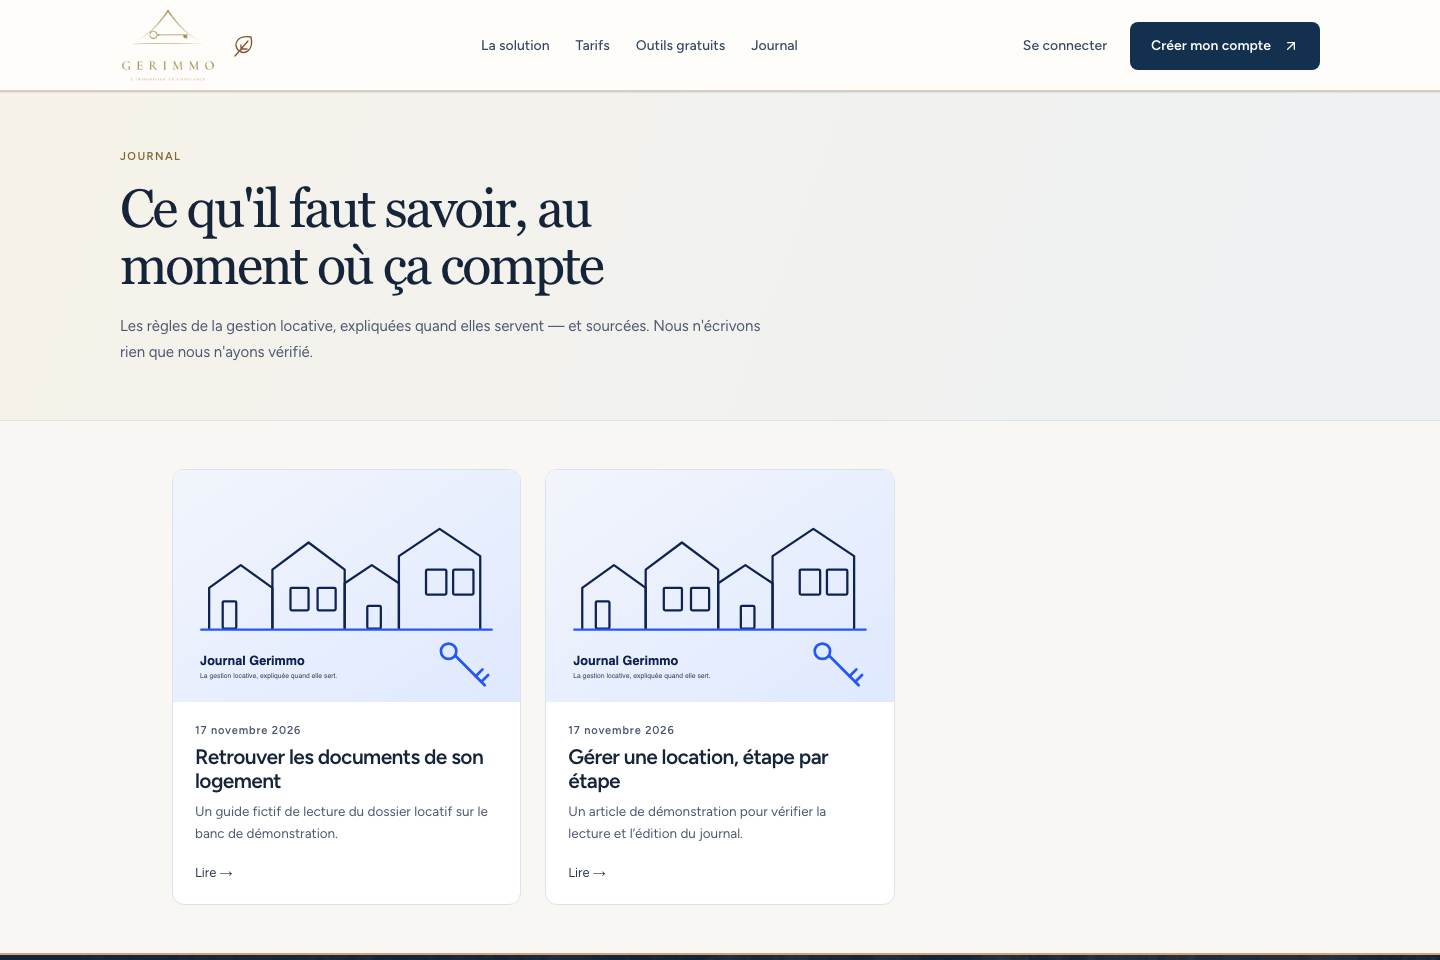 GERIMMO
La solution
Tarifs
Outils gratuits
Journal
Se connecter
Créer mon compte
JOURNAL
Ce qu'il faut savoir, au
moment où ça compte
Les règles de la gestion locative, expliquées quand elles servent — et sourcées. Nous n'écrivons
rien que nous n'ayons vérifié.
Journal Gerimmo
La gestion locative, expliquée quand elle sert.
17 novembre 2026
Retrouver les documents de son
logement
Un guide fictif de lecture du dossier locatif sur le
banc de démonstration.
Lire →
Journal Gerimmo
La gestion locative, expliquée quand elle sert.
17 novembre 2026
Gérer une location, étape par
étape
Un article de démonstration pour vérifier la
lecture et l'édition du journal.
Lire →